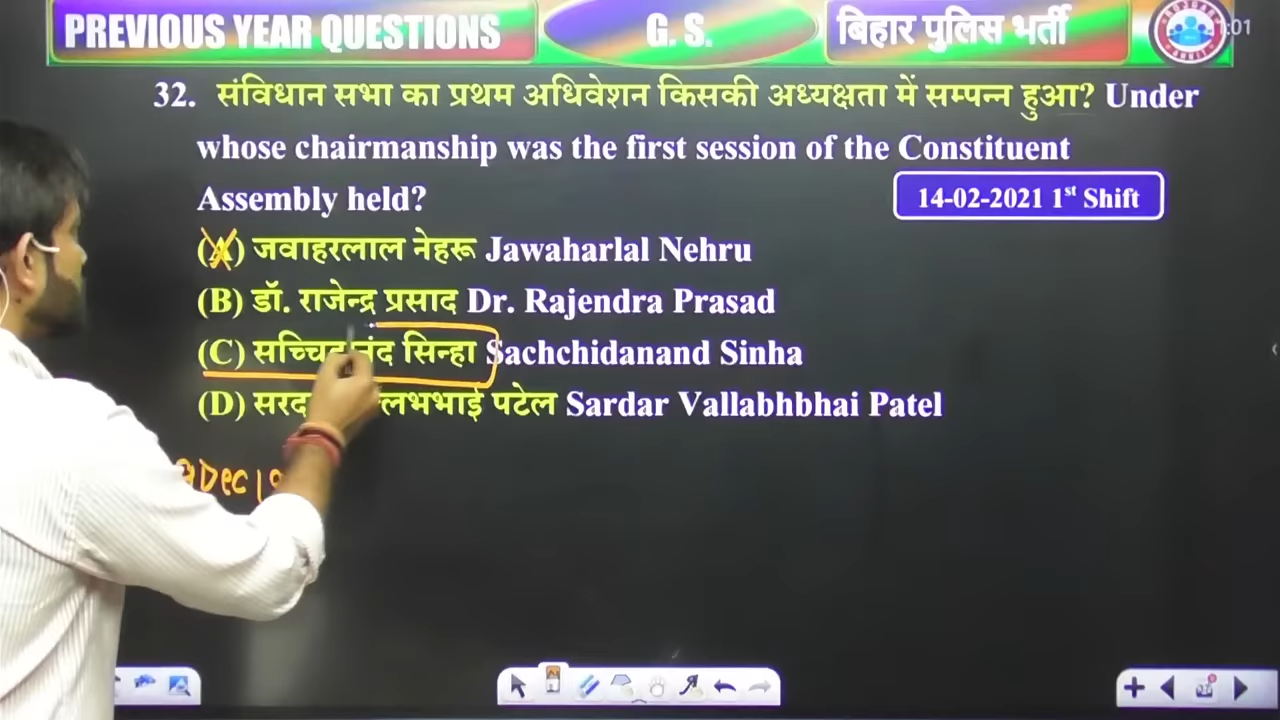 PREVIOUS YEAR QUESTIONS
G. S.
बिहार पुलिस भर्ती
32. संविधान सभा का प्रथम अधिवेशन किसकी अध्यक्षता में सम्पन्न हुआ? Under
whose chairmanship was the first session of the Constituent
Assembly held?
14-02-2021 1st Shift
(A) जवाहरलाल नेहरू Jawaharlal Nehru
(B) डॉ. राजेन्द्र प्रसाद Dr. Rajendra Prasad
(C) सिन्हा Sachchidanand Sinha
(D) पटेल Sardar Vallabhbhai Patel
Dec